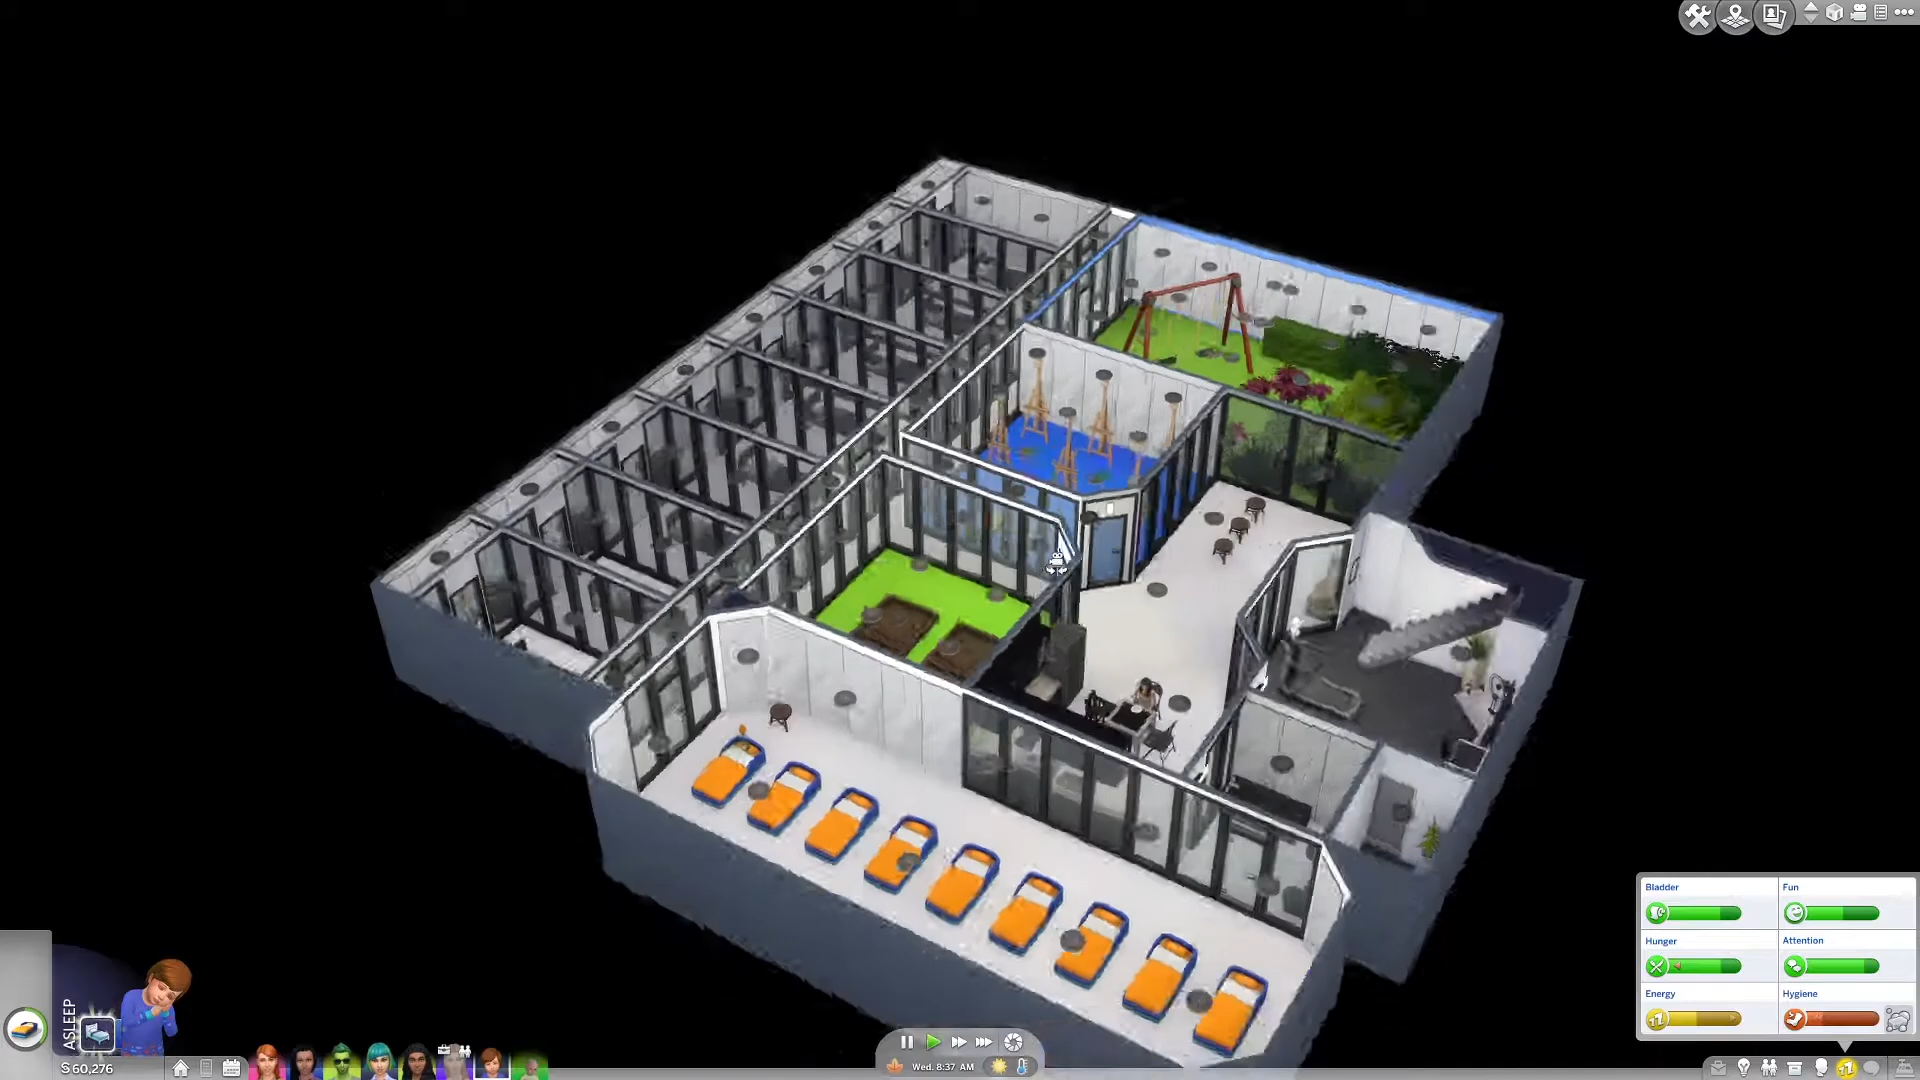 Bladder
Fun
Hunger
Attention
Energy
Hygiene
ASLEEP
§60,276
Wed. 8:37 AM